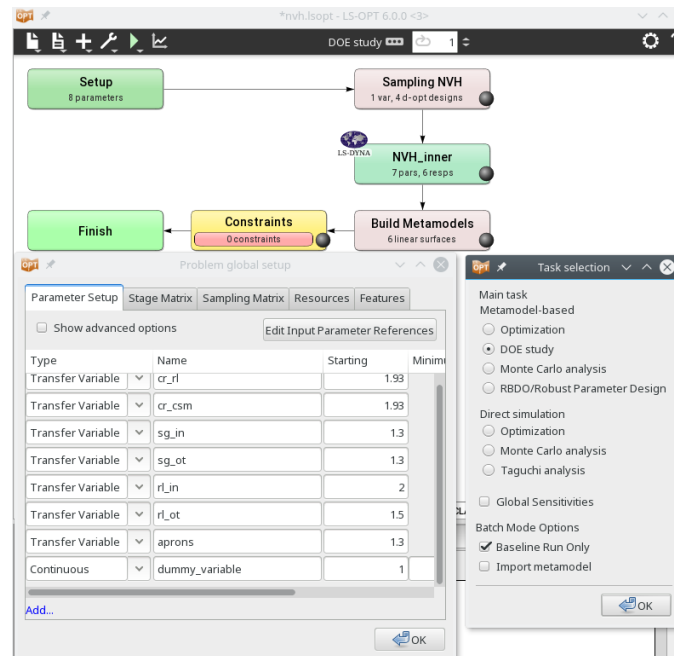 OPT
*nvh.lsopt - LS-OPT 6.0.0 <3>
DOE study 1
Setup
8 parameters
Sampling NVH
1 var, 4 d-opt designs
LS-DYNA
NVH_inner
7 pars, 6 resps
Finish
Constraints
0 constraints
Build Metamodels
6 linear surfaces
OPT
Problem global setup
Parameter Setup Stage Matrix Sampling Matrix Resources Features
Show advanced options
Edit Input Parameter References
Type Name Starting Minimu
Transfer Variable cr_rl 1.93
Transfer Variable cr_csm 1.93
Transfer Variable sg_in 1.3
Transfer Variable sg_ot 1.3
Transfer Variable rl_in 2
Transfer Variable rl_ot 1.5
Transfer Variable aprons 1.3
Continuous dummy_variable 1
Add...
OK
OPT
Task selection
Main task
Metamodel-based
Optimization
DOE study
Monte Carlo analysis
RBDO/Robust Parameter Design
Direct simulation
Optimization
Monte Carlo analysis
Taguchi analysis
Global Sensitivities
Batch Mode Options
Baseline Run Only
Import metamodel
OK